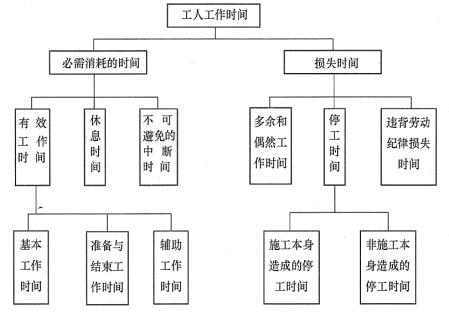 工人工作时间
必需消耗的时间
损失时间
有效
工作
时间
休
息
时
间
不可
避免的
中断
时间
多余和
偶然工
作时间
停
工
时
间
违背劳动
纪律损失
时间
基本
工作
时间
准备与
结束工
作时间
辅助
工作
时间
施工本身
造成的停
工时间
非施工本
身造成的
停工时间